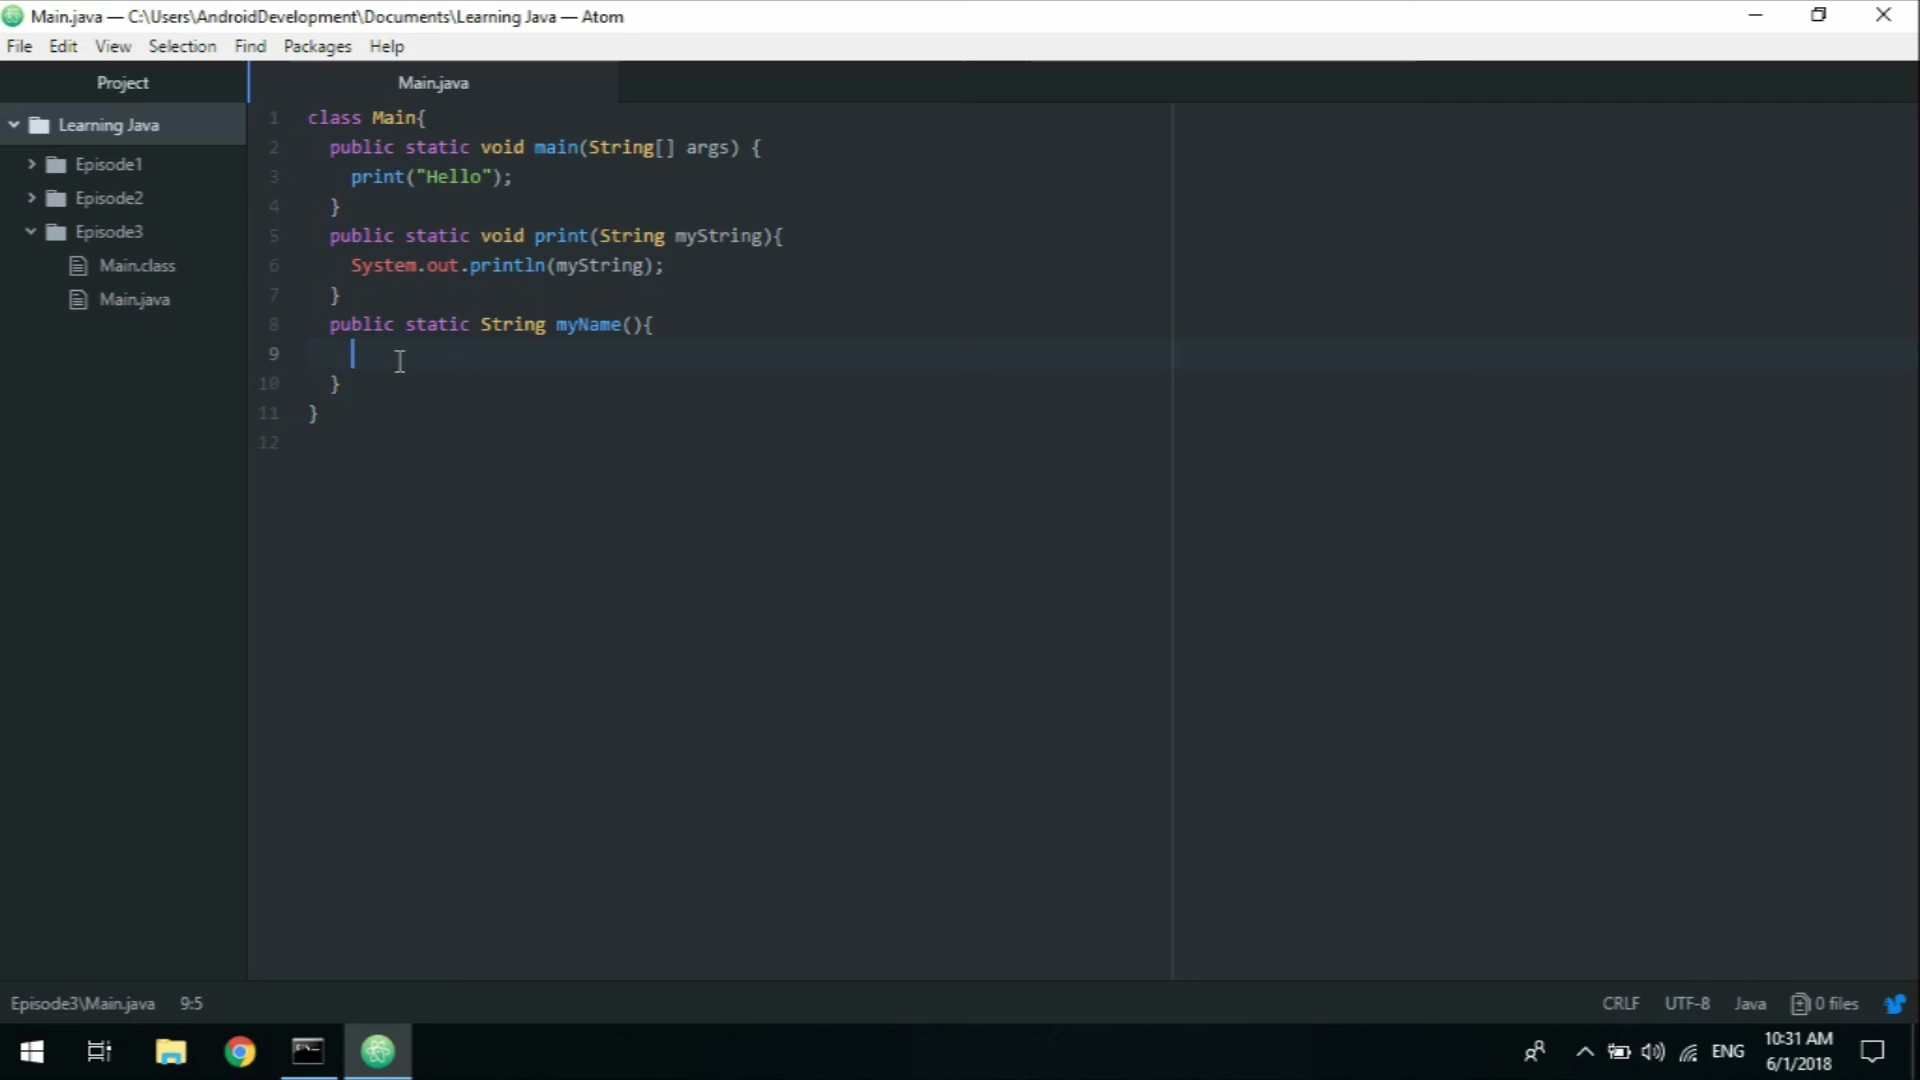 Main.java — C:\Users\AndroidDevelopment\Documents\Learning Java — Atom
File Edit View Selection Find Packages Help
Project
Main.java
Learning Java
Episode1
Episode2
Episode3
Main.class
Main.java
1 class Main{
2 public static void main(String[] args) {
3 print("Hello");
4 }
5 public static void print(String myString){
6 System.out.println(myString);
7 }
8 public static String myName(){
9
10 }
11 }
12
Episode3\Main.java 9:5
CRLF UTF-8 Java 0 files
ENG
10:31 AM
6/1/2018